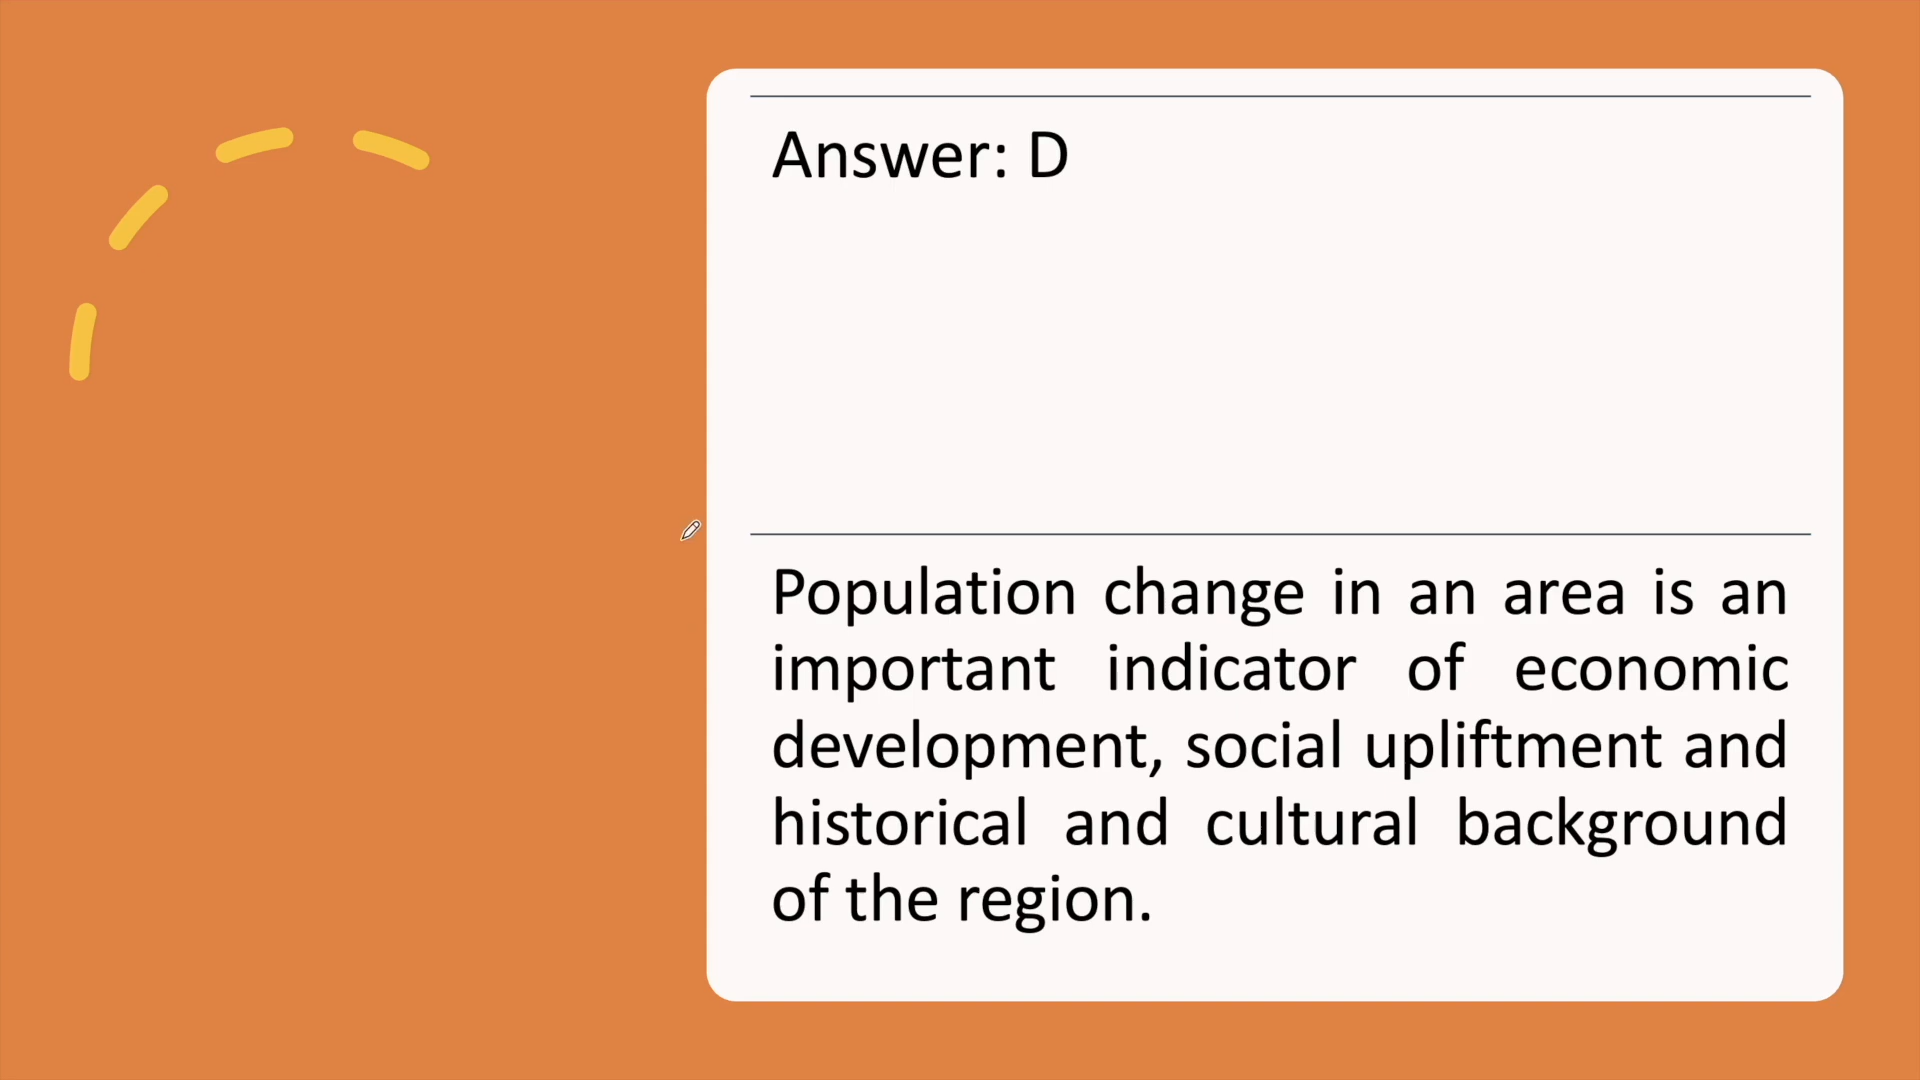 Answer: D
Population change in an area is an
important indicator of economic
development, social upliftment and
historical and cultural background
of the region.